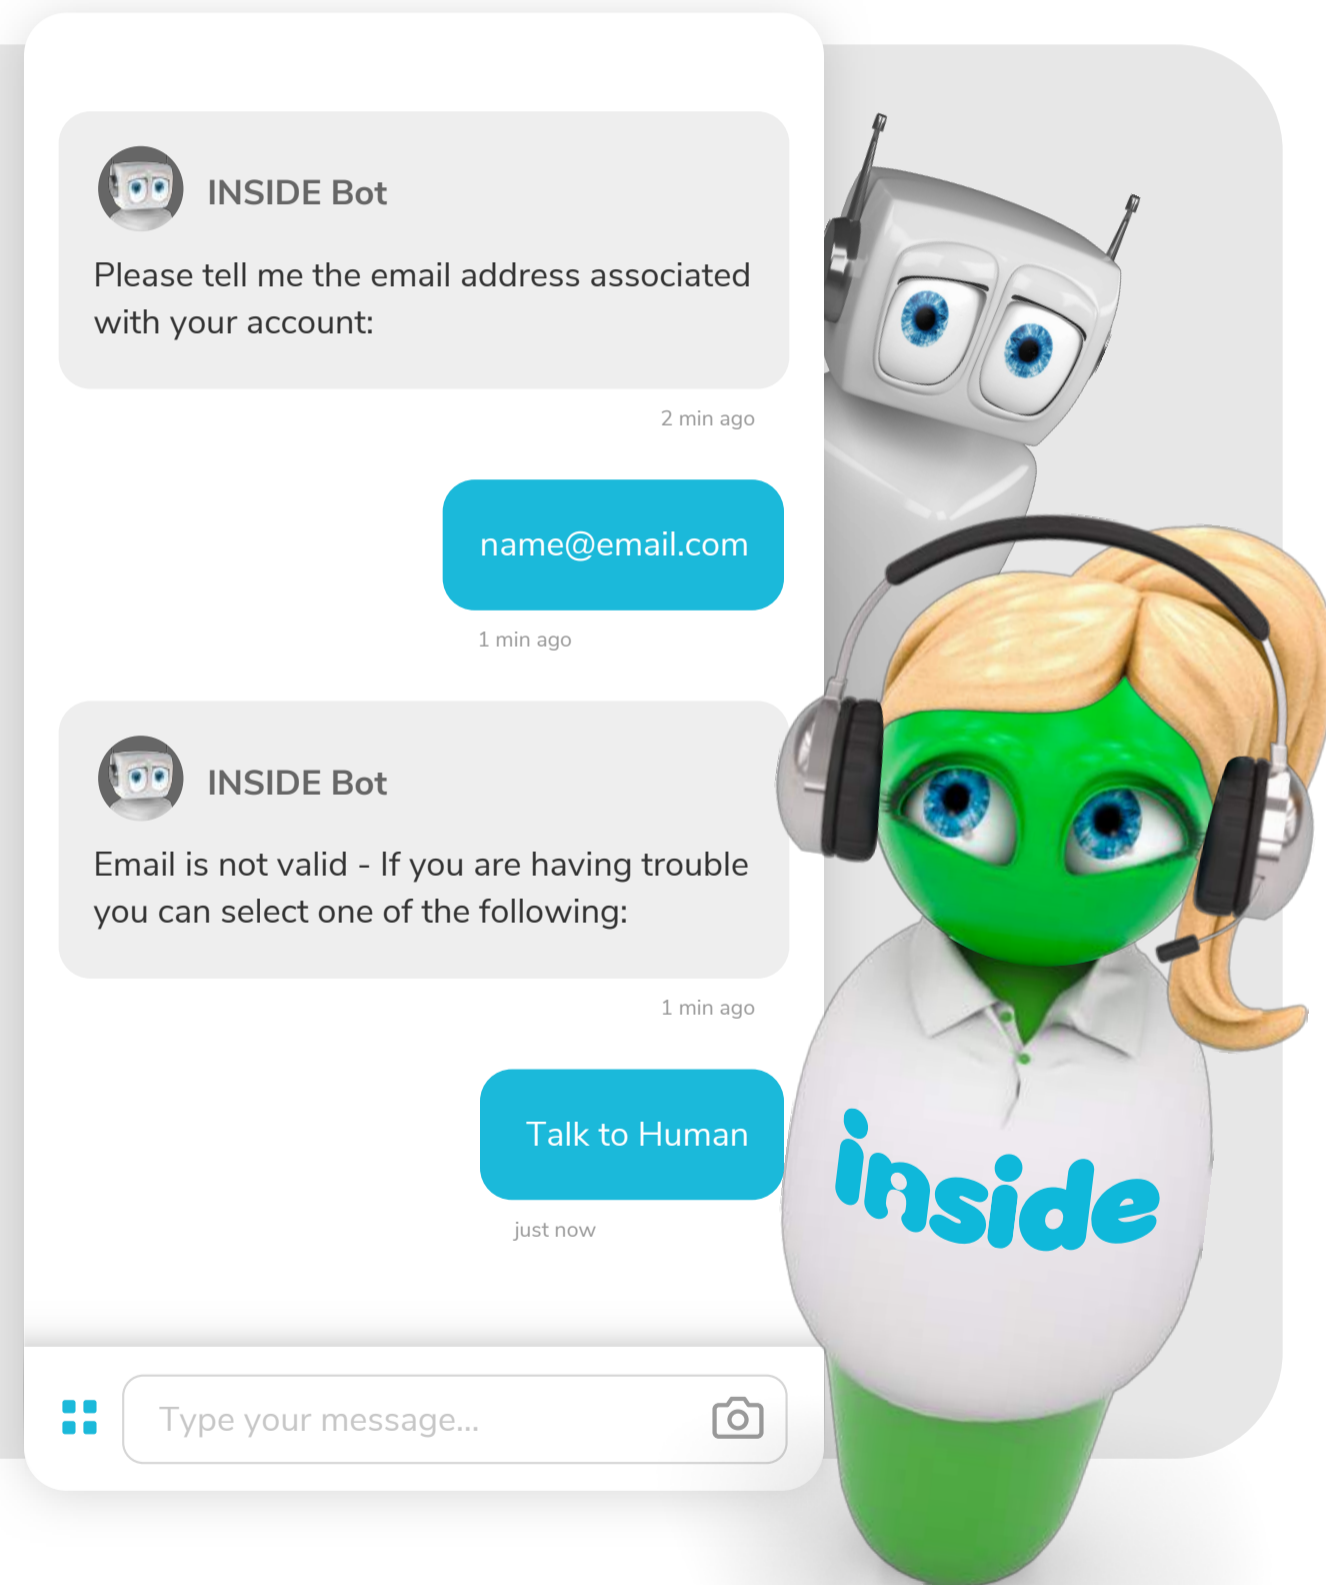 INSIDE Bot
Please tell me the email address associated
with your account:
2 min ago
name@email.com
1 min ago
INSIDE Bot
Email is not valid - If you are having trouble
you can select one of the following:
1 min ago
Talk to Human
just now
inside
Type your message...